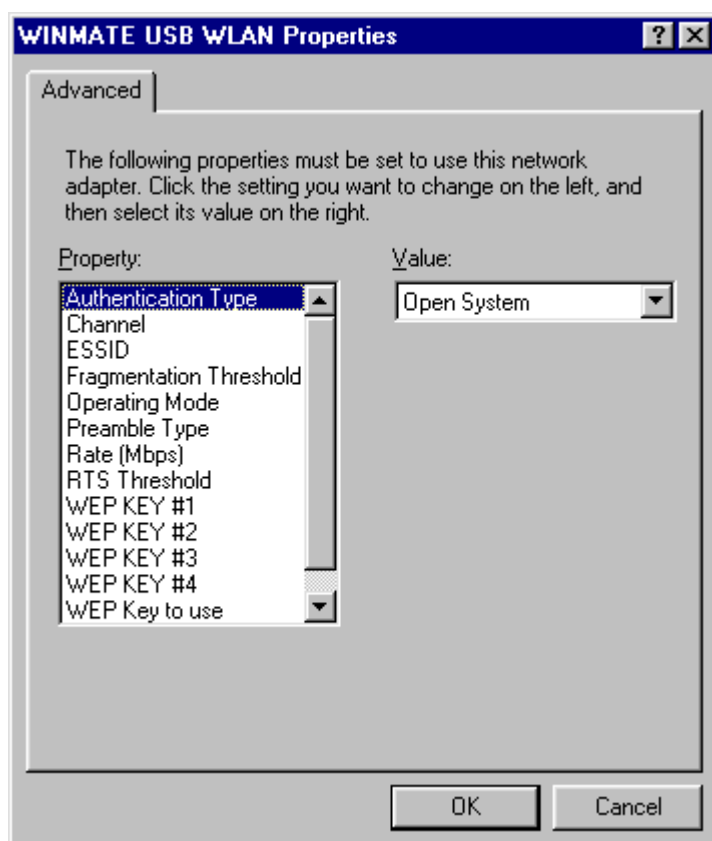 WINMATE USB WLAN Properties
Advanced
The following properties must be set to use this network
adapter. Click the setting you want to change on the left, and
then select its value on the right.
Property:
Authentication Type
Channel
ESSID
Fragmentation Threshold
Operating Mode
Preamble Type
Rate (Mbps)
RTS Threshold
WEP KEY #1
WEP KEY #2
WEP KEY #3
WEP KEY #4
WEP Key to use
Value:
Open System
OK
Cancel